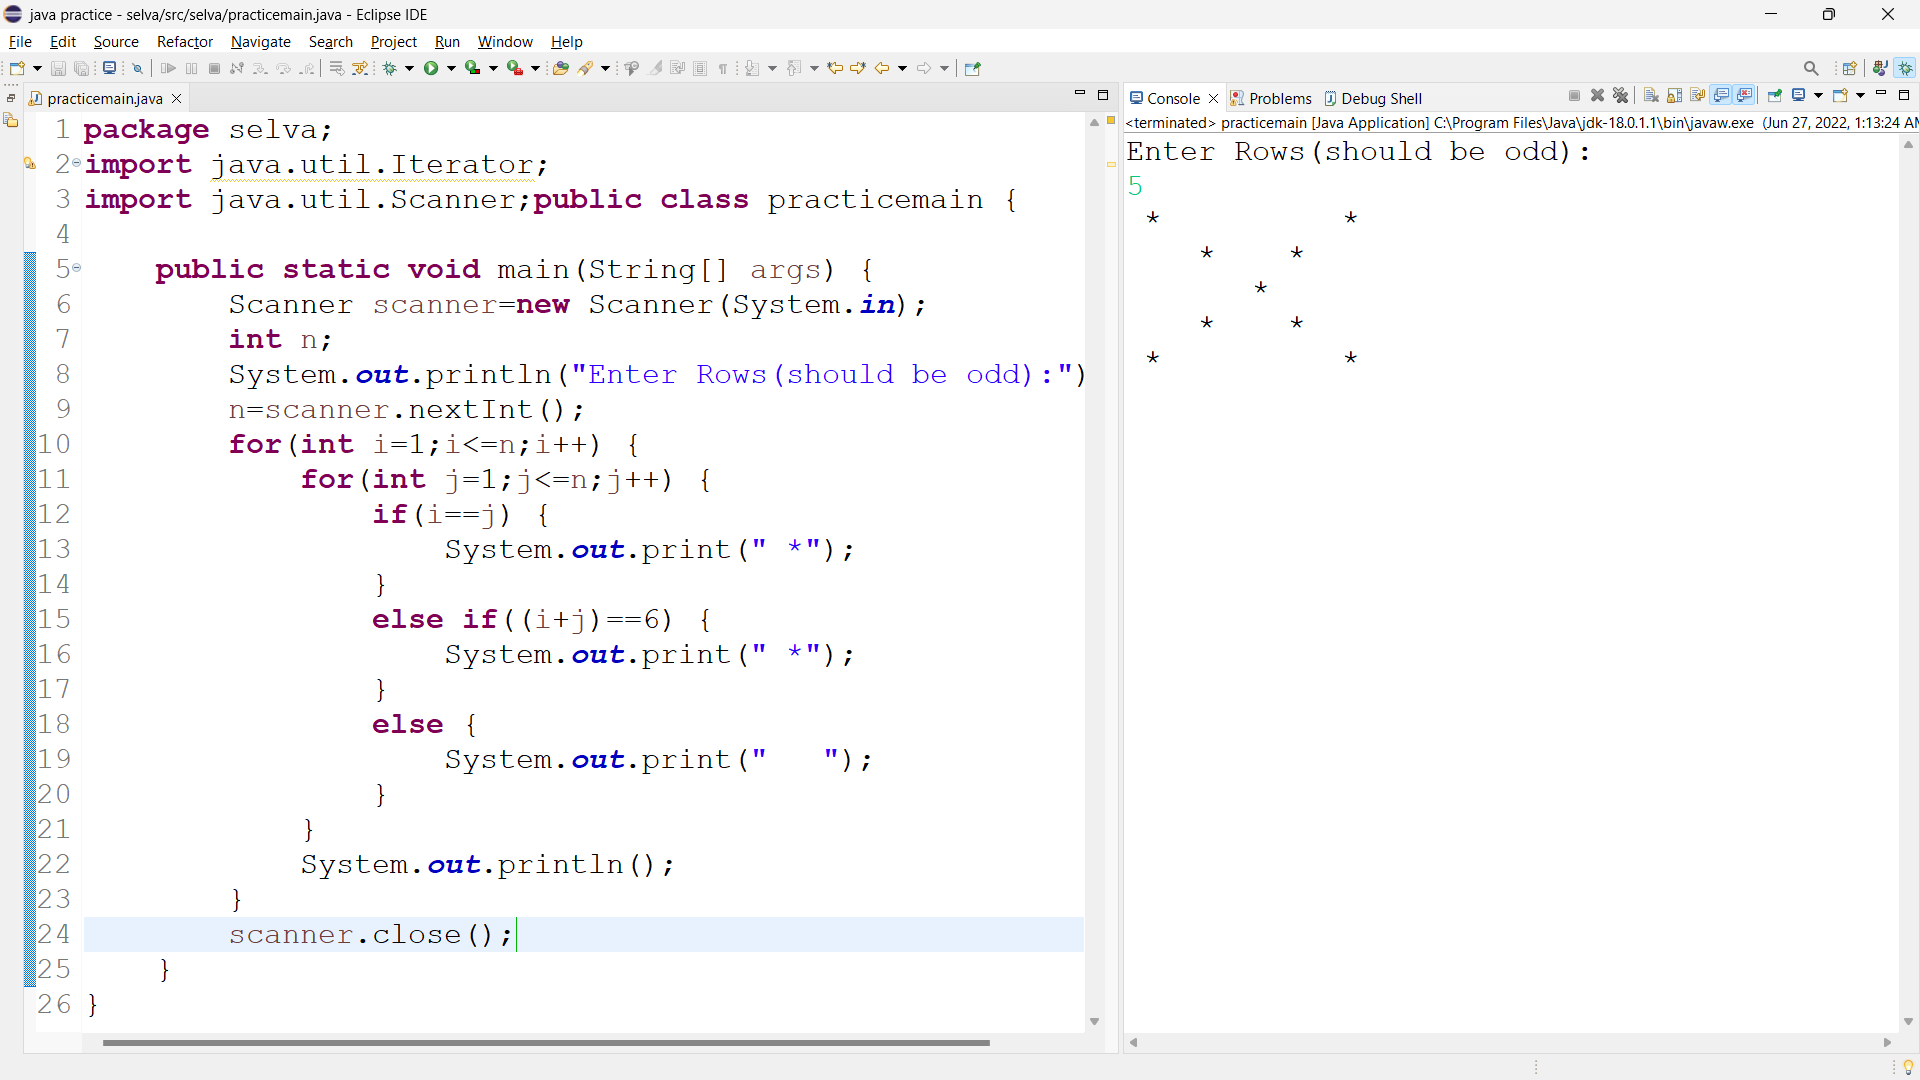 java practice - selva/src/selva/practicemain.java - Eclipse IDE
File Edit Source Refactor Navigate Search Project Run Window Help
practicemain.java
1 package selva;
2 import java.util.Iterator;
3 import java.util.Scanner;public class practicemain {
4
5     public static void main(String[] args) {
6         Scanner scanner=new Scanner(System.in);
7         int n;
8         System.out.println("Enter Rows(should be odd):")
9         n=scanner.nextInt();
10         for(int i=1;i<=n;i++) {
11             for(int j=1;j<=n;j++) {
12                 if(i==j) {
13                     System.out.print(" *");
14                 }
15                 else if((i+j)==6) {
16                     System.out.print(" *");
17                 }
18                 else {
19                     System.out.print("   ");
20                 }
21             }
22             System.out.println();
23         }
24         scanner.close();
25     }
26 }
Console Problems Debug Shell
<terminated> practicemain [Java Application] C:\Program Files\Java\jdk-18.0.1.1\bin\javaw.exe (Jun 27, 2022, 1:13:24 AM
Enter Rows(should be odd):
5
 *          *
    *    *
       *
    *    *
 *          *